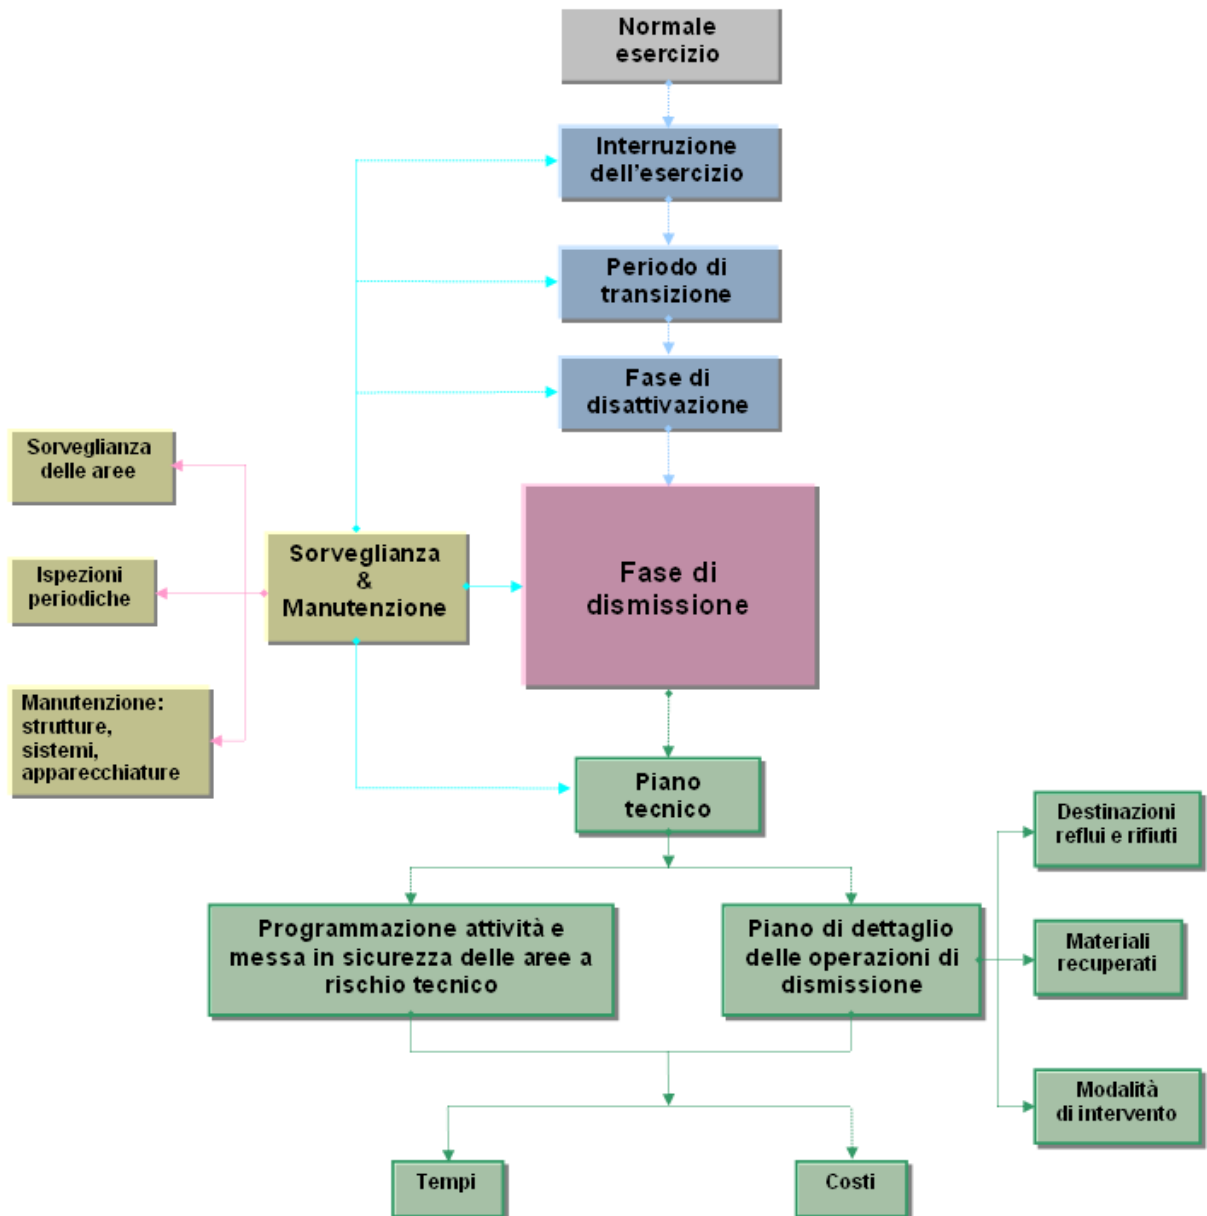 Normale
esercizio
Interruzione
dell'esercizio
Periodo di
transizione
Fase di
disattivazione
Sorveglianza
delle aree
Ispezioni
periodiche
Manutenzione:
strutture,
sistemi,
apparecchiature
Sorveglianza
&
Manutenzione
Fase di
dismissione
Piano
tecnico
Programmazione attività e
messa in sicurezza delle aree a
rischio tecnico
Piano di dettaglio
delle operazioni di
dismissione
Destinazioni
reflui e rifiuti
Materiali
recuperati
Modalità
di intervento
Tempi
Costi